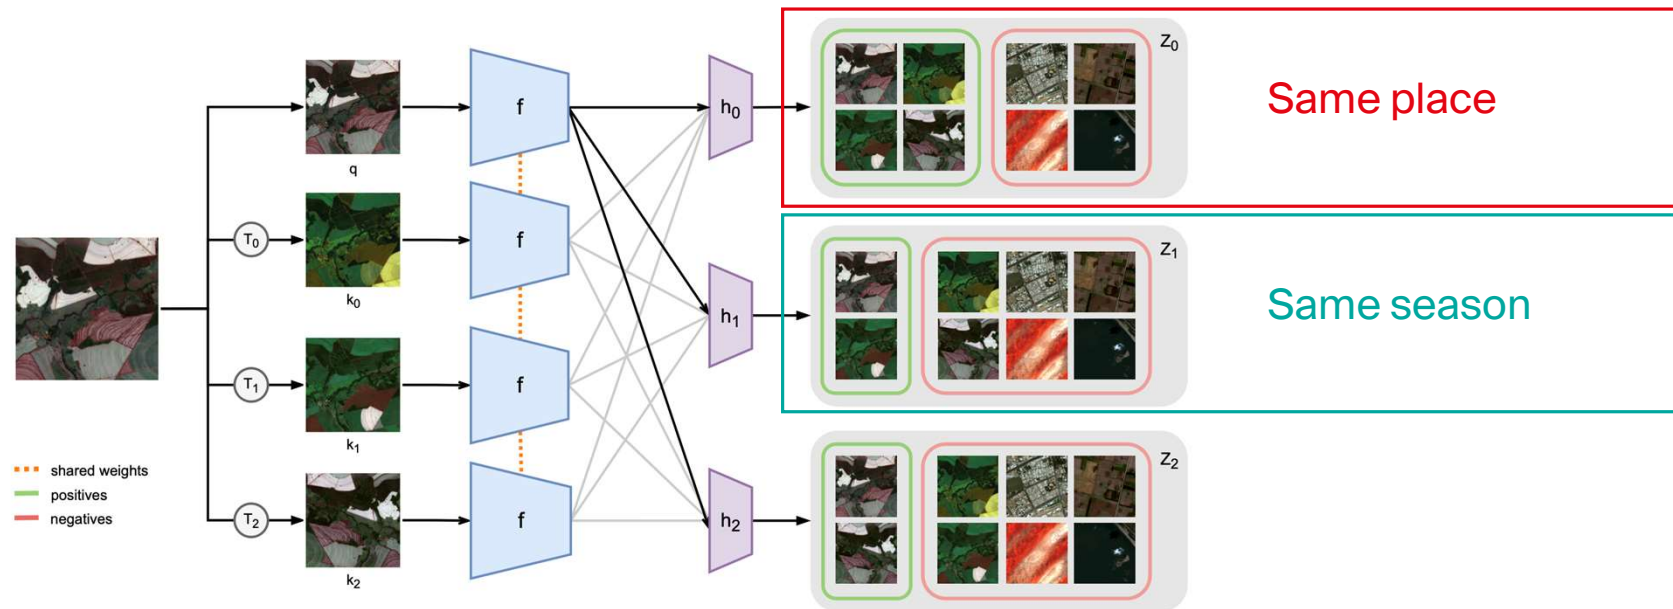 q
T0
k0
T1
k1
T2
k2
f
f
f
f
h0
h1
h2
Z0
Same place
Z1
Same season
Z2
shared weights
positives
negatives